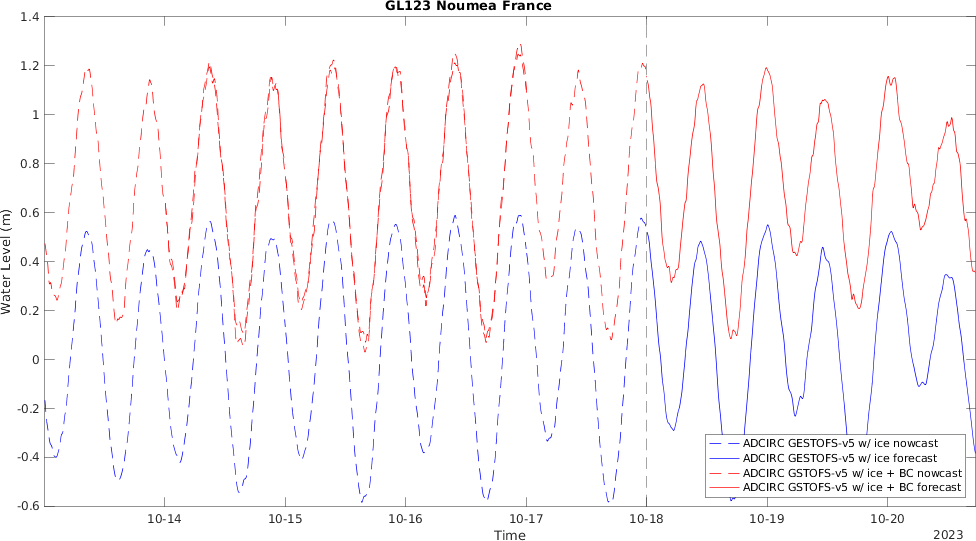 GL123 Noumea France
Water Level (m)
1.4
1.2
1
0.8
0.6
0.4
0.2
0
-0.2
-0.4
-0.6
ADCIRC GESTOFS-v5 w/ ice nowcast
ADCIRC GESTOFS-v5 w/ ice forecast
ADCIRC GSTOFS-v5 w/ ice + BC nowcast
ADCIRC GSTOFS-v5 w/ ice + BC forecast
10-14 10-15 10-16 10-17 10-18 10-19 10-20
Time
2023